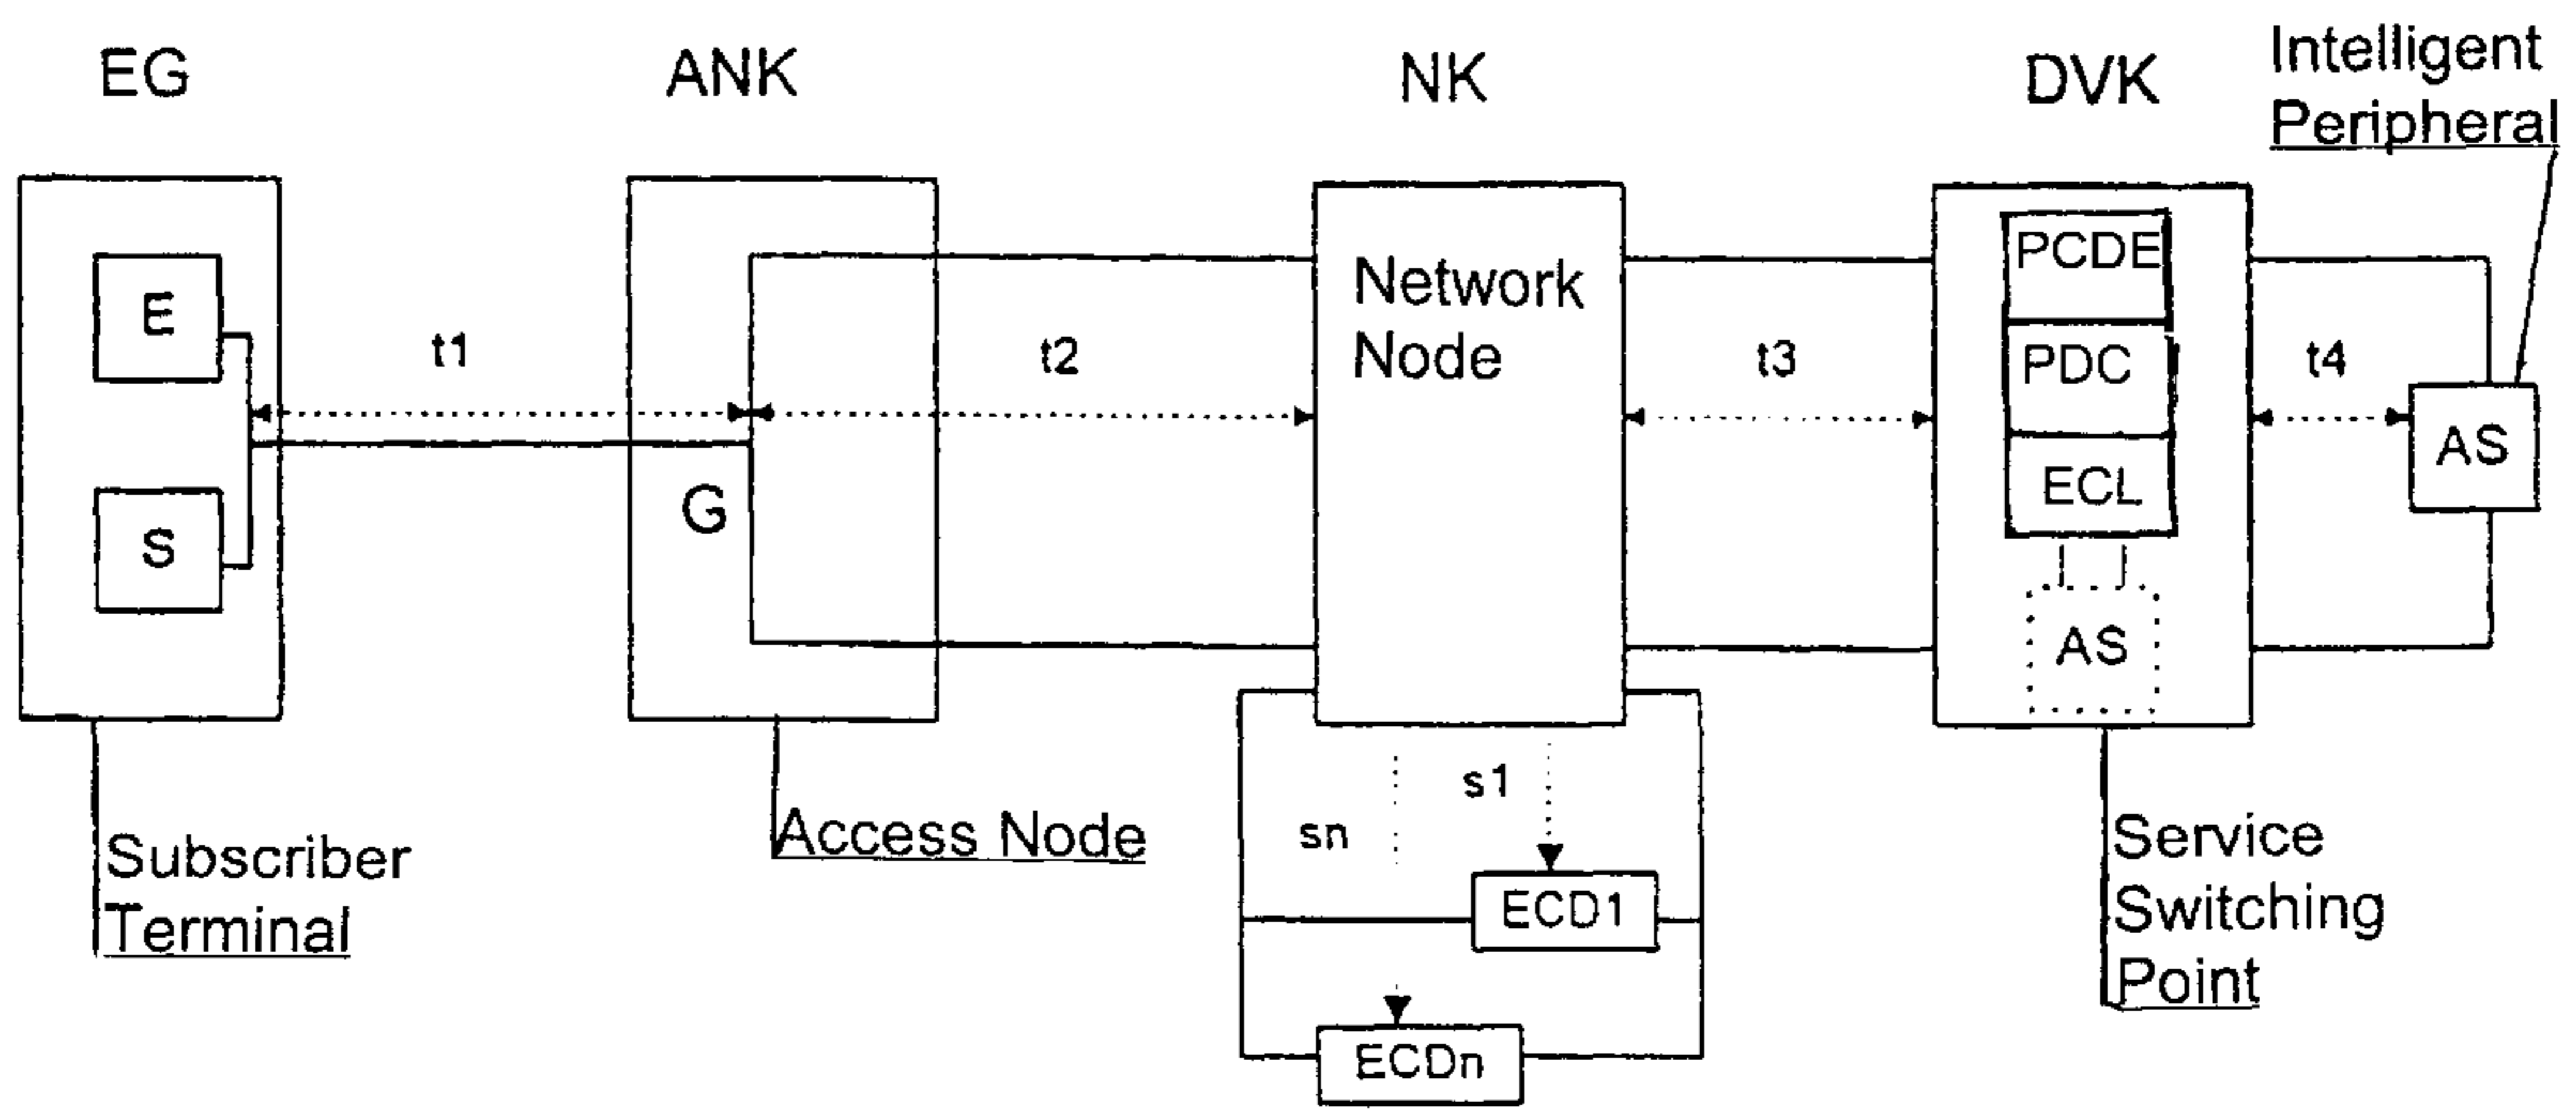 EG
ANK
NK
DVK
Intelligent
Peripheral
E
S
t1
G
t2
Network
Node
t3
PCDE
PDC
ECL
AS
t4
AS
s1
sn
ECD1
ECDn
Subscriber
Terminal
Access Node
Service
Switching
Point